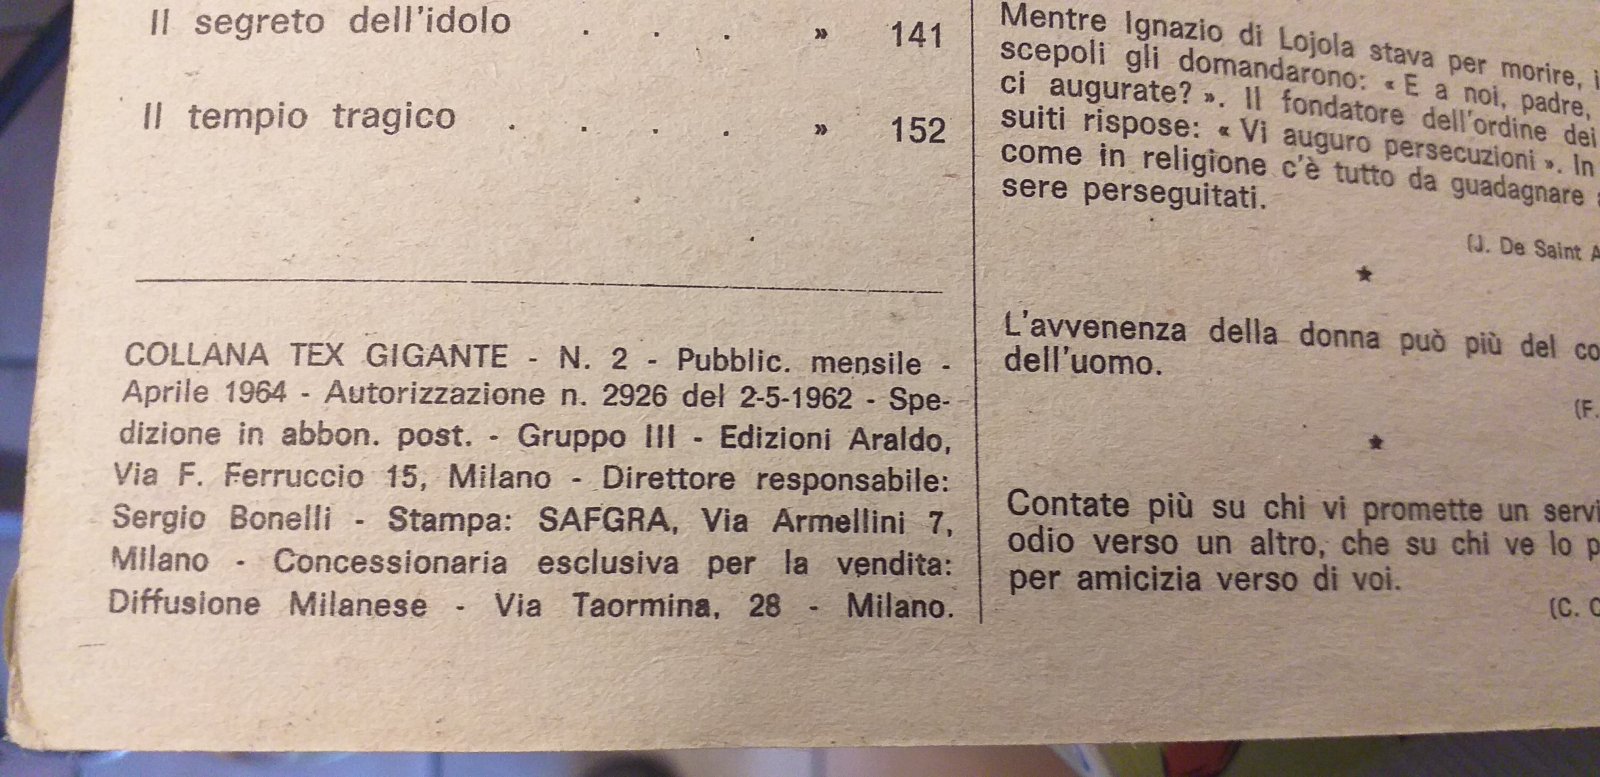 Il segreto dell'idolo . . . » 141
Il tempio tragico . . . . » 152
COLLANA TEX GIGANTE - N. 2 - Pubblic. mensile -
Aprile 1964 - Autorizzazione n. 2926 del 2-5-1962 - Spe-
dizione in abbon. post. - Gruppo III - Edizioni Araldo,
Via F. Ferruccio 15, Milano - Direttore responsabile:
Sergio Bonelli - Stampa: SAFGRA, Via Armellini 7,
Milano - Concessionaria esclusiva per la vendita:
Diffusione Milanese - Via Taormina, 28 - Milano.
Mentre Ignazio di Lojola stava per morire,
scepoli gli domandarono: « E a noi, padre,
ci augurate? ». Il fondatore dell'ordine dei
suiti rispose: « Vi auguro persecuzioni ». In
come in religione c'è tutto da guadagnare
sere perseguitati.
(J. De Saint
★
L'avvenenza della donna può più del
dell'uomo.
(F.
★
Contate più su chi vi promette un
odio verso un altro, che su chi ve lo
per amicizia verso di voi.
(C.